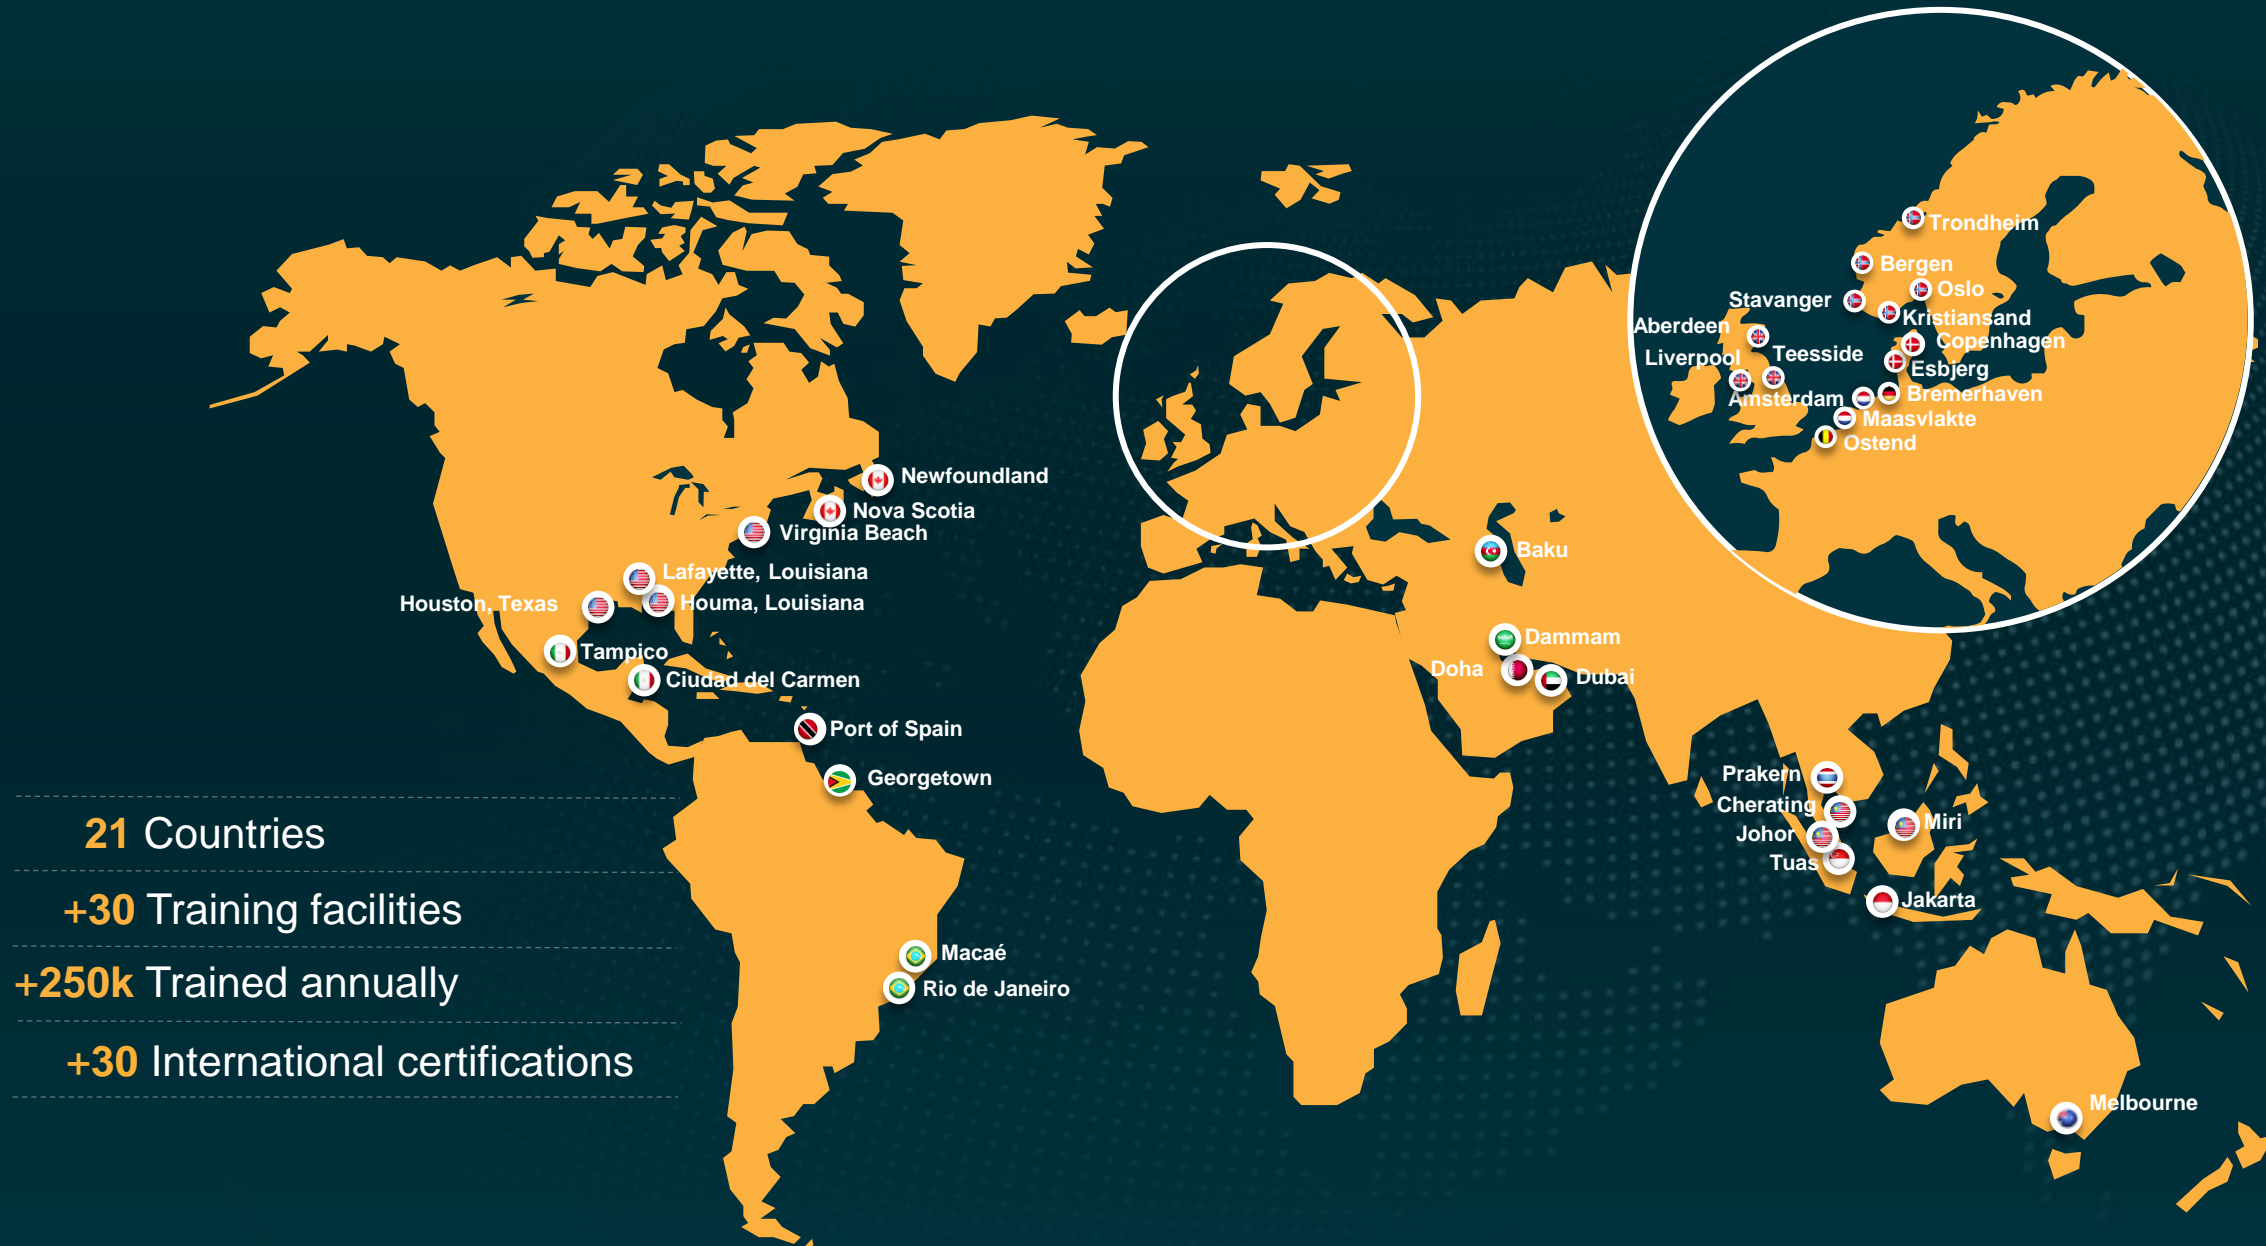 Trondheim
Bergen
Oslo
Stavanger
Kristiansand
Aberdeen
Copenhagen
Teesside
Liverpool
Esbjerg
Bremerhaven
Amsterdam
Maasvlakte
Ostend
Newfoundland
Nova Scotia
Virginia Beach
Baku
Lafayette, Louisiana
Houston, Texas
Houma, Louisiana
Dammam
Tampico
Doha
Dubai
Ciudad del Carmen
Port of Spain
Prakern
Georgetown
Cherating
Miri
Johor
Tuas
Jakarta
Macaé
Rio de Janeiro
Melbourne
21 Countries
+30 Training facilities
+250k Trained annually
+30 International certifications